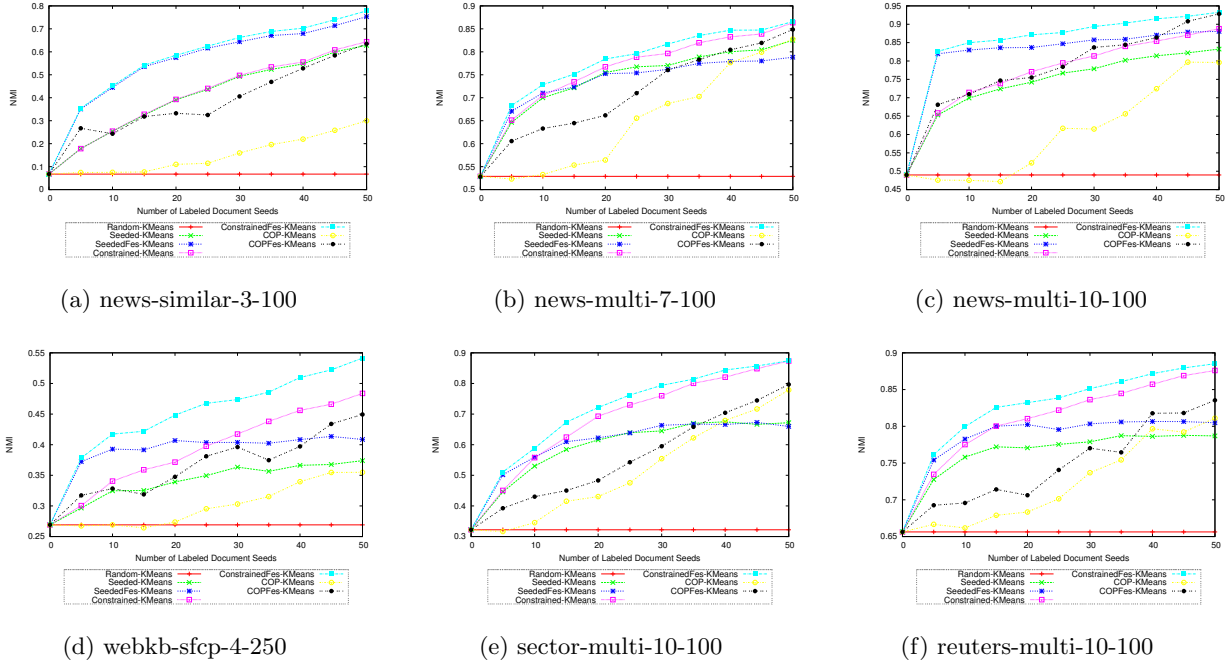 0.8
0.7
0.6
0.5
0.4
0.3
0.2
0.1
0
NMI
0 10 20 30 40 50
Number of Labeled Document Seeds
Random-KMeans ConstrainedFes-KMeans
Seeded-KMeans COP-KMeans
SeededFes-KMeans COPFes-KMeans
Constrained-KMeans
(a) news-similar-3-100
0.9
0.85
0.8
0.75
0.7
0.65
0.6
0.55
0.5
NMI
0 10 20 30 40 50
Number of Labeled Document Seeds
Random-KMeans ConstrainedFes-KMeans
Seeded-KMeans COP-KMeans
SeededFes-KMeans COPFes-KMeans
Constrained-KMeans
(b) news-multi-7-100
0.95
0.9
0.85
0.8
0.75
0.7
0.65
0.6
0.55
0.5
0.45
NMI
0 10 20 30 40 50
Number of Labeled Document Seeds
Random-KMeans ConstrainedFes-KMeans
Seeded-KMeans COP-KMeans
SeededFes-KMeans COPFes-KMeans
Constrained-KMeans
(c) news-multi-10-100
0.55
0.5
0.45
0.4
0.35
0.3
0.25
NMI
0 10 20 30 40 50
Number of Labeled Document Seeds
Random-KMeans ConstrainedFes-KMeans
Seeded-KMeans COP-KMeans
SeededFes-KMeans COPFes-KMeans
Constrained-KMeans
(d) webkb-sfcp-4-250
0.9
0.8
0.7
0.6
0.5
0.4
0.3
NMI
0 10 20 30 40 50
Number of Labeled Document Seeds
Random-KMeans ConstrainedFes-KMeans
Seeded-KMeans COP-KMeans
SeededFes-KMeans COPFes-KMeans
Constrained-KMeans
(e) sector-multi-10-100
0.9
0.85
0.8
0.75
0.7
0.65
NMI
0 10 20 30 40 50
Number of Labeled Document Seeds
Random-KMeans ConstrainedFes-KMeans
Seeded-KMeans COP-KMeans
SeededFes-KMeans COPFes-KMeans
Constrained-KMeans
(f) reuters-multi-10-100